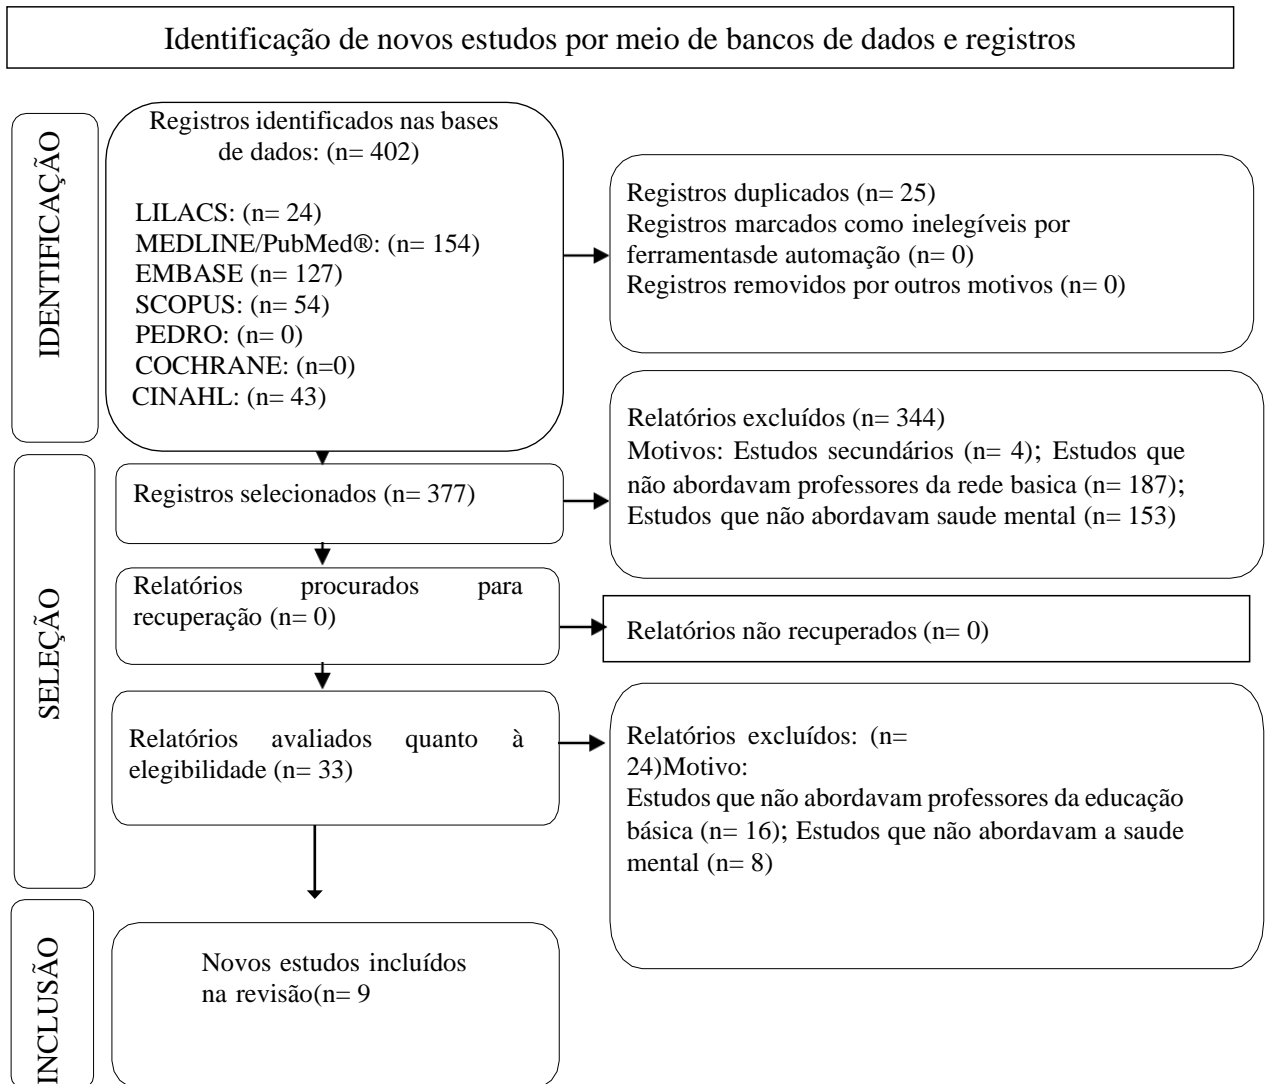 Identificação de novos estudos por meio de bancos de dados e registros
IDENTIFICAÇÃO
Registros identificados nas bases
de dados: (n= 402)
LILACS: (n= 24)
MEDLINE/PubMed®: (n= 154)
EMBASE (n= 127)
SCOPUS: (n= 54)
PEDRO: (n= 0)
COCHRANE: (n=0)
CINAHL: (n= 43)
Registros duplicados (n= 25)
Registros marcados como inelegíveis por
ferramentasde automação (n= 0)
Registros removidos por outros motivos (n= 0)
SELEÇÃO
Registros selecionados (n= 377)
Relatórios excluídos (n= 344)
Motivos: Estudos secundários (n= 4); Estudos que
não abordavam professores da rede basica (n= 187);
Estudos que não abordavam saude mental (n= 153)
Relatórios procurados para
recuperação (n= 0)
Relatórios não recuperados (n= 0)
Relatórios avaliados quanto à
elegibilidade (n= 33)
Relatórios excluídos: (n=
24)Motivo:
Estudos que não abordavam professores da educação
básica (n= 16); Estudos que não abordavam a saude
mental (n= 8)
INCLUSÃO
Novos estudos incluídos
na revisão(n= 9